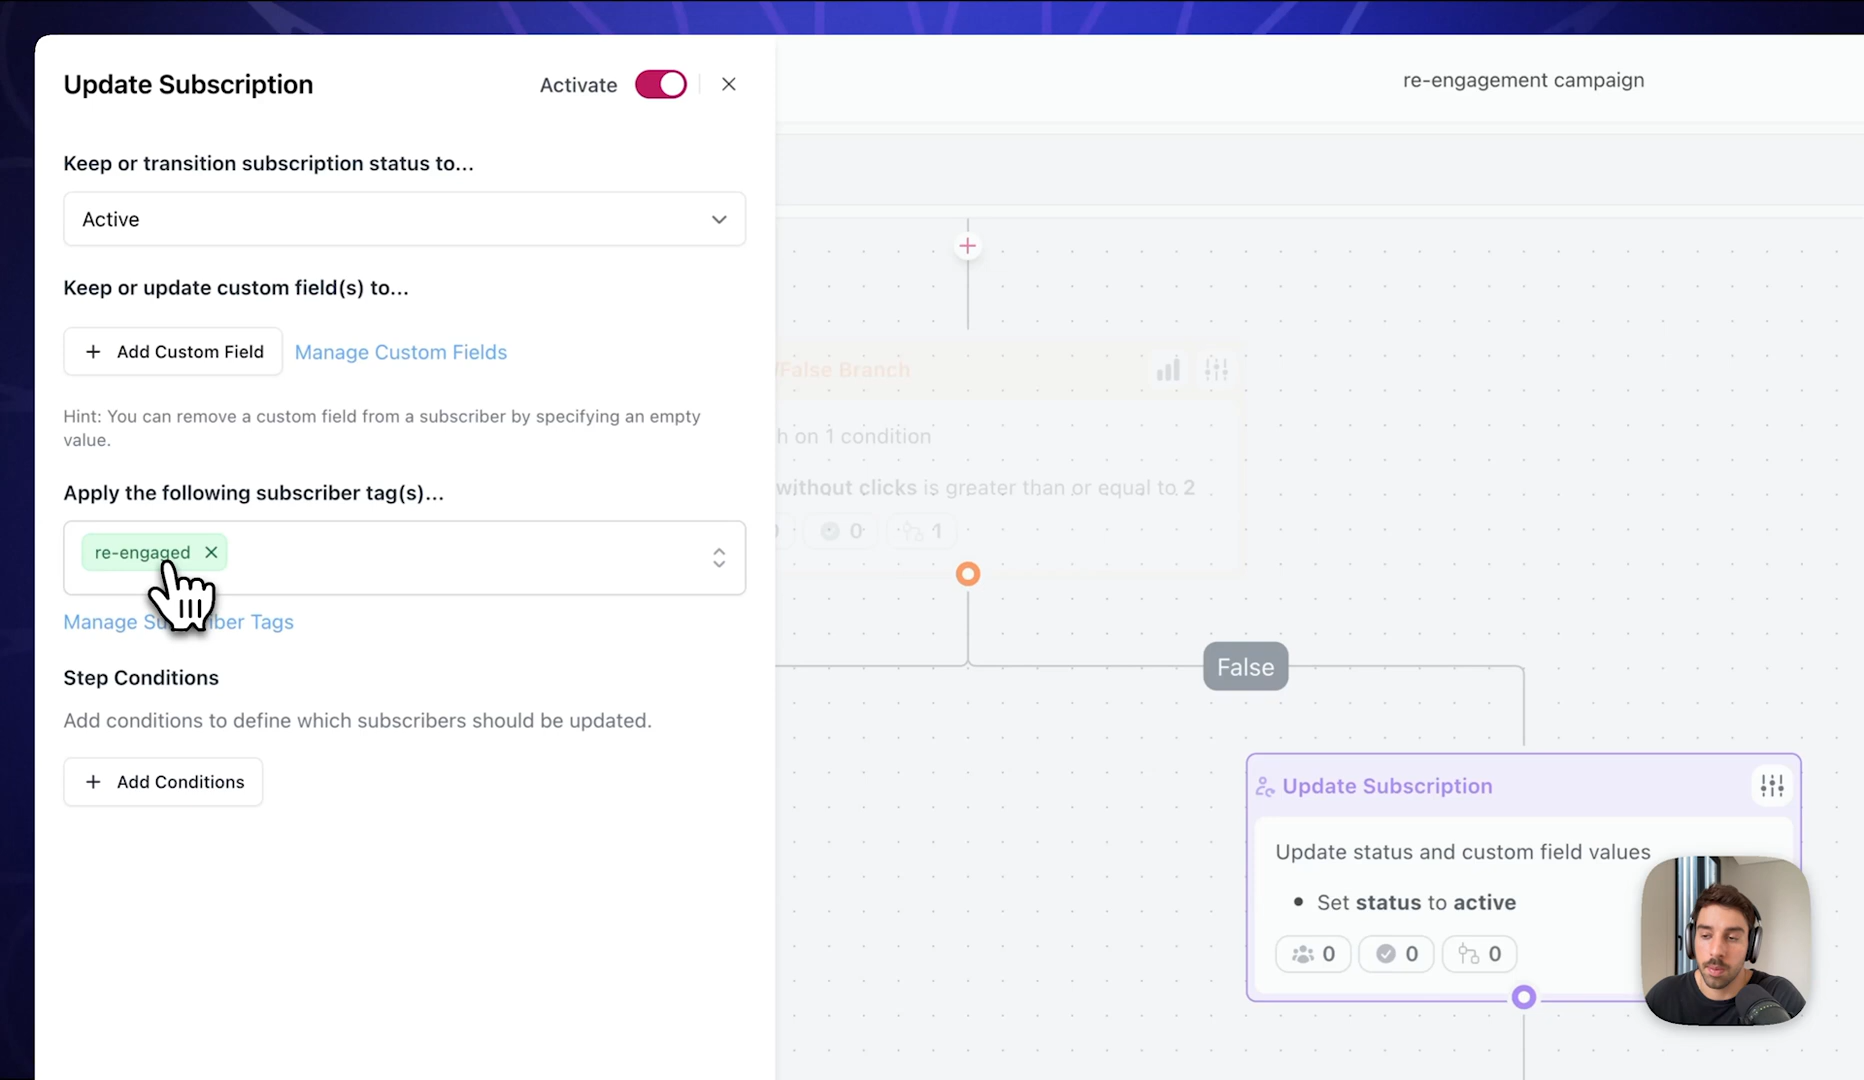 Update Subscription
Activate
re-engagement campaign
Keep or transition subscription status to...
Active
Keep or update custom field(s) to...
Add Custom Field
Manage Custom Fields
/False Branch
Hint: You can remove a custom field from a subscriber by specifying an empty
value.
h on 1 condition
without clicks is greater than or equal to 2
Apply the following subscriber tag(s)...
0
1
re-engaged
Manage Subscriber Tags
False
Step Conditions
Add conditions to define which subscribers should be updated.
Add Conditions
Update Subscription
Update status and custom field values
• Set status to active
0
0
0